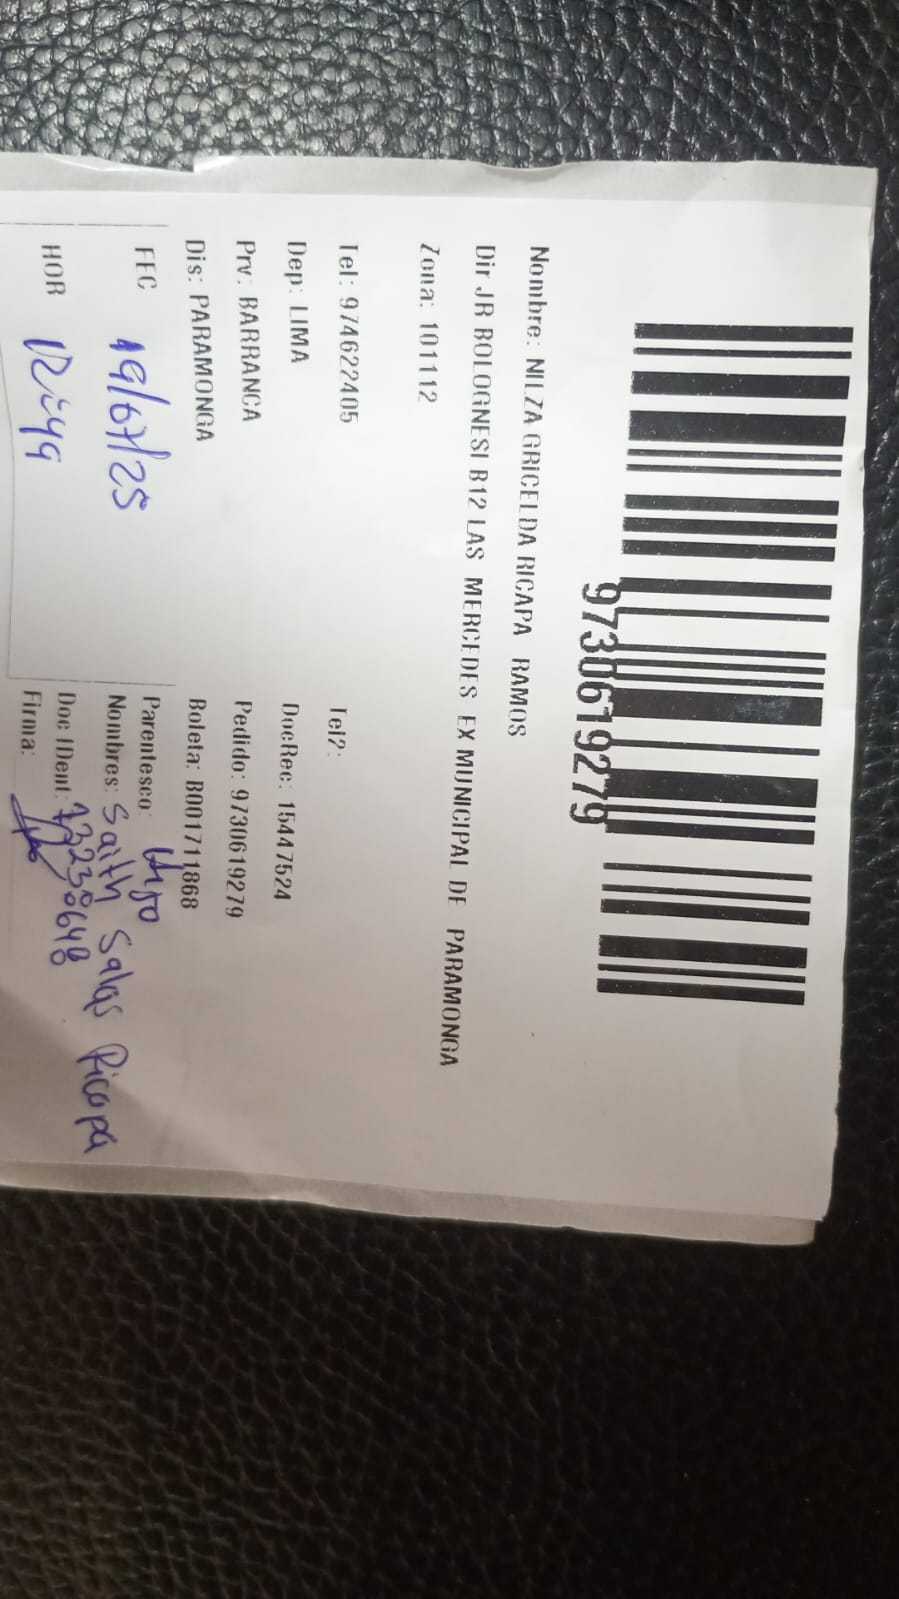 9730619279
Nombre: NILZA GRICELDA RICAPA RAMOS
Dir JR BOLOGNESI B12 LAS MERCEDES EX MUNICIPAL DE PARAMONGA
Zona: 101112
Tel: 974622405 Tel2:
Dep: LIMA DocRec: 15447524
Prv: BARRANCA Pedido: 9730619279
Dis: PARAMONGA Boleta: B001711868
FEC 19/07/25 Parentesco: Hijo
Nombres: Saith Salas Ricapa
HOR 12:49 Doc IDent:
Firma: